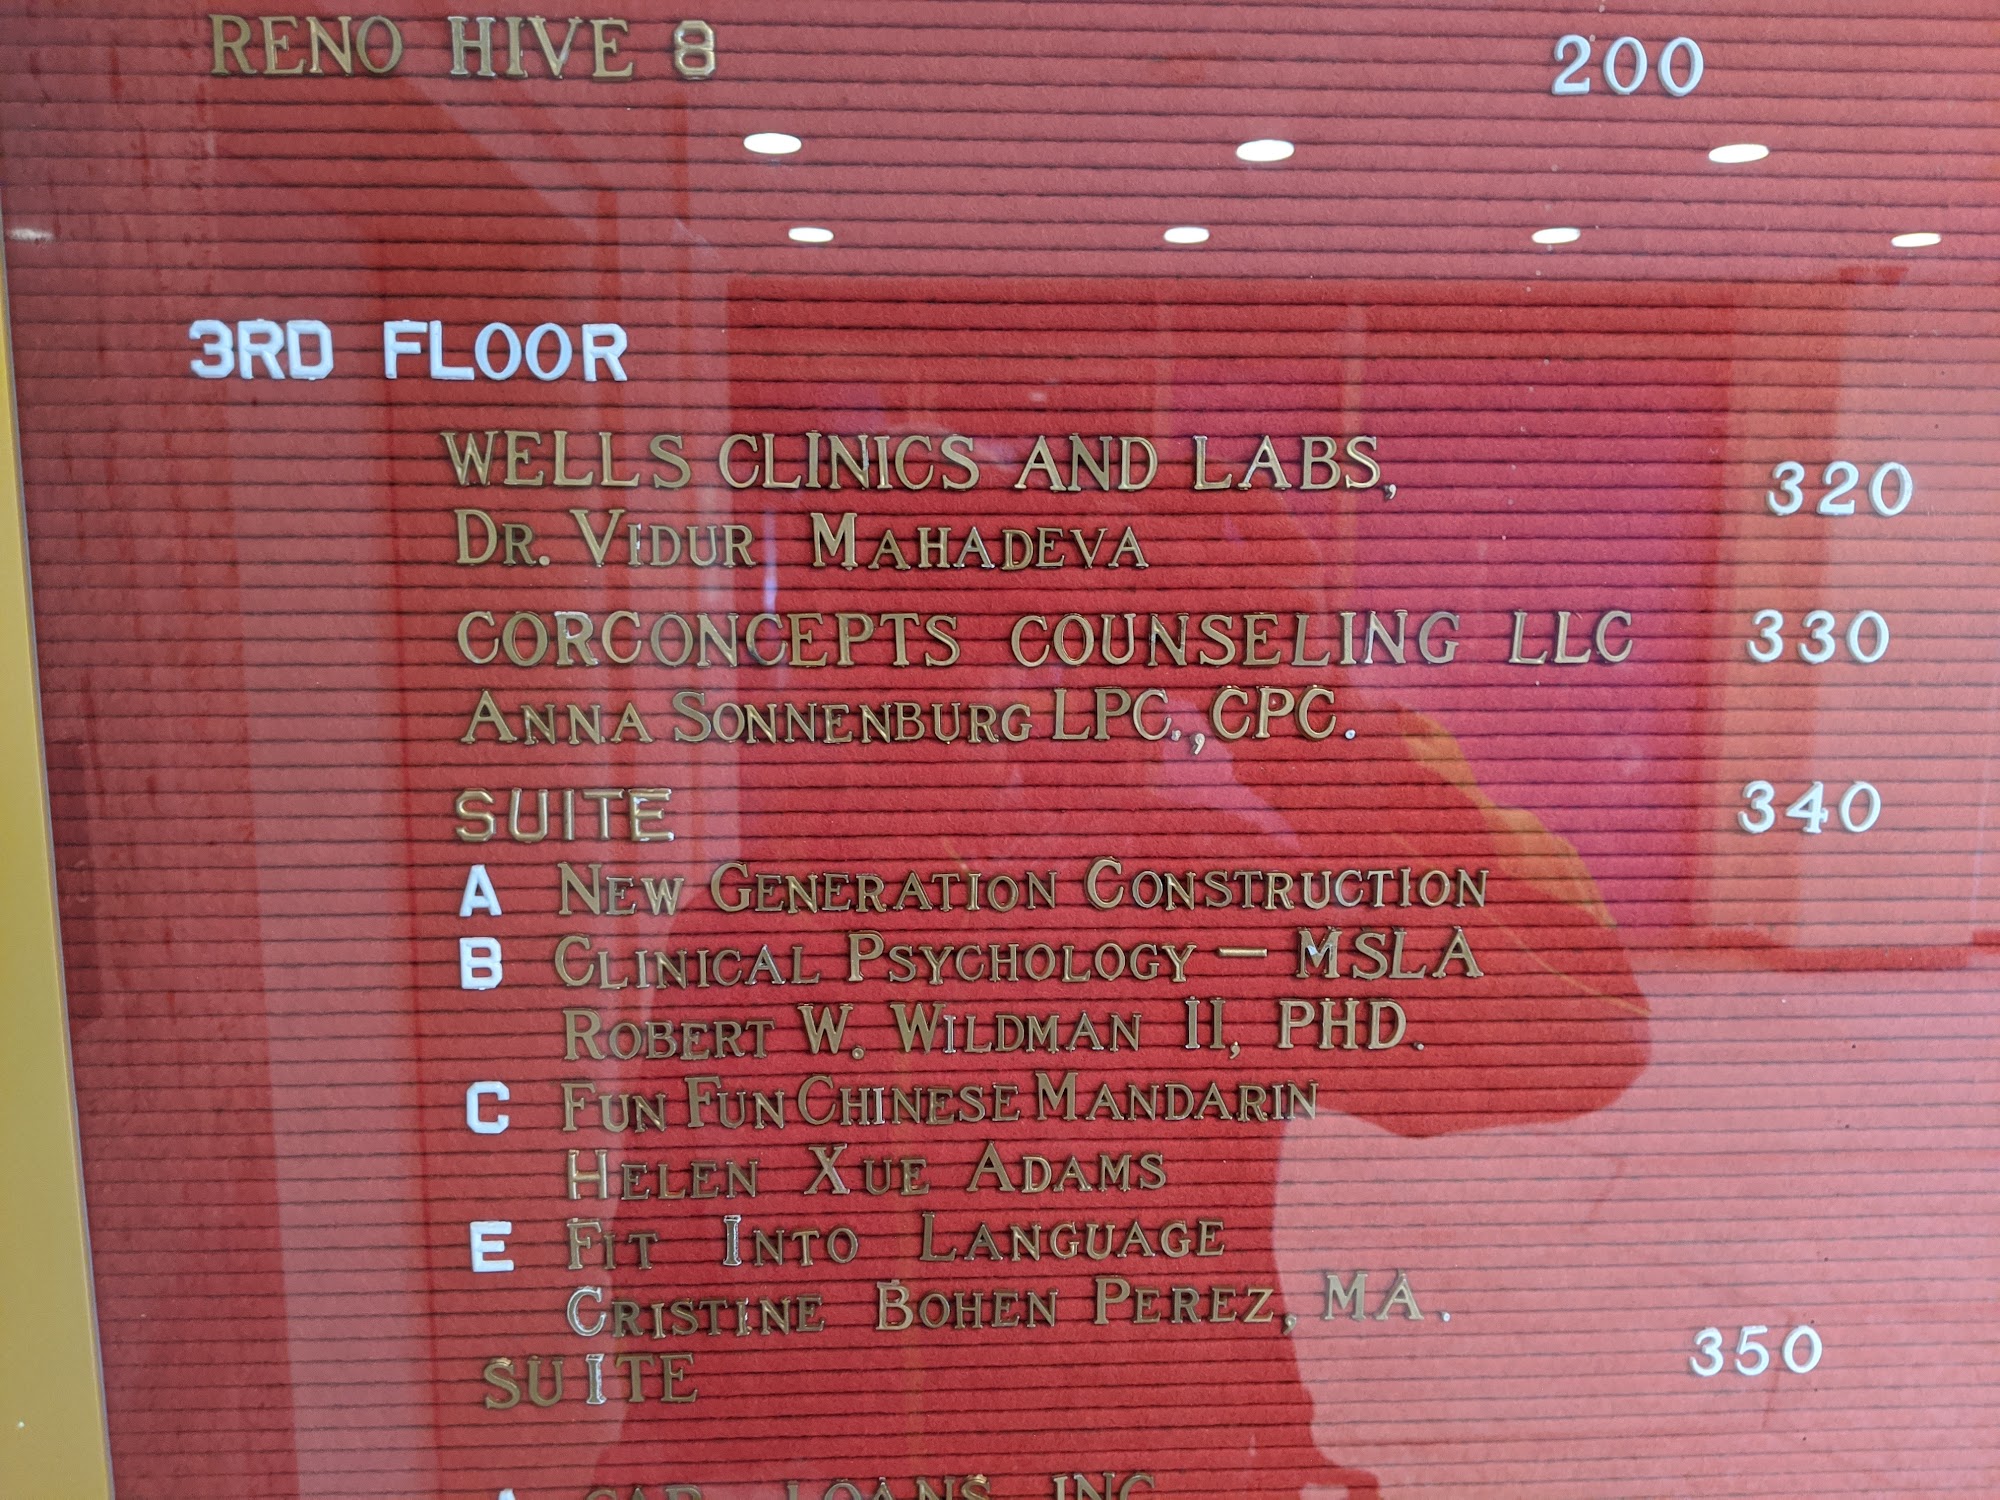 RENO HIVE 8 200
3RD FLOOR
WELLS CLINICS AND LABS, 320
DR. VIDUR MAHADEVA
CORCONCEPTS COUNSELING LLC 330
ANNA SONNENBURG LPC., CPC.
SUITE 340
A NEW GENERATION CONSTRUCTION
B CLINICAL PSYCHOLOGY - MSLA
ROBERT W. WILDMAN II, PHD.
C FUN FUN CHINESE MANDARIN
HELEN XUE ADAMS
E FIT INTO LANGUAGE
CRISTINE BOHEN PEREZ, MA.
SUITE 350
LOANS INC